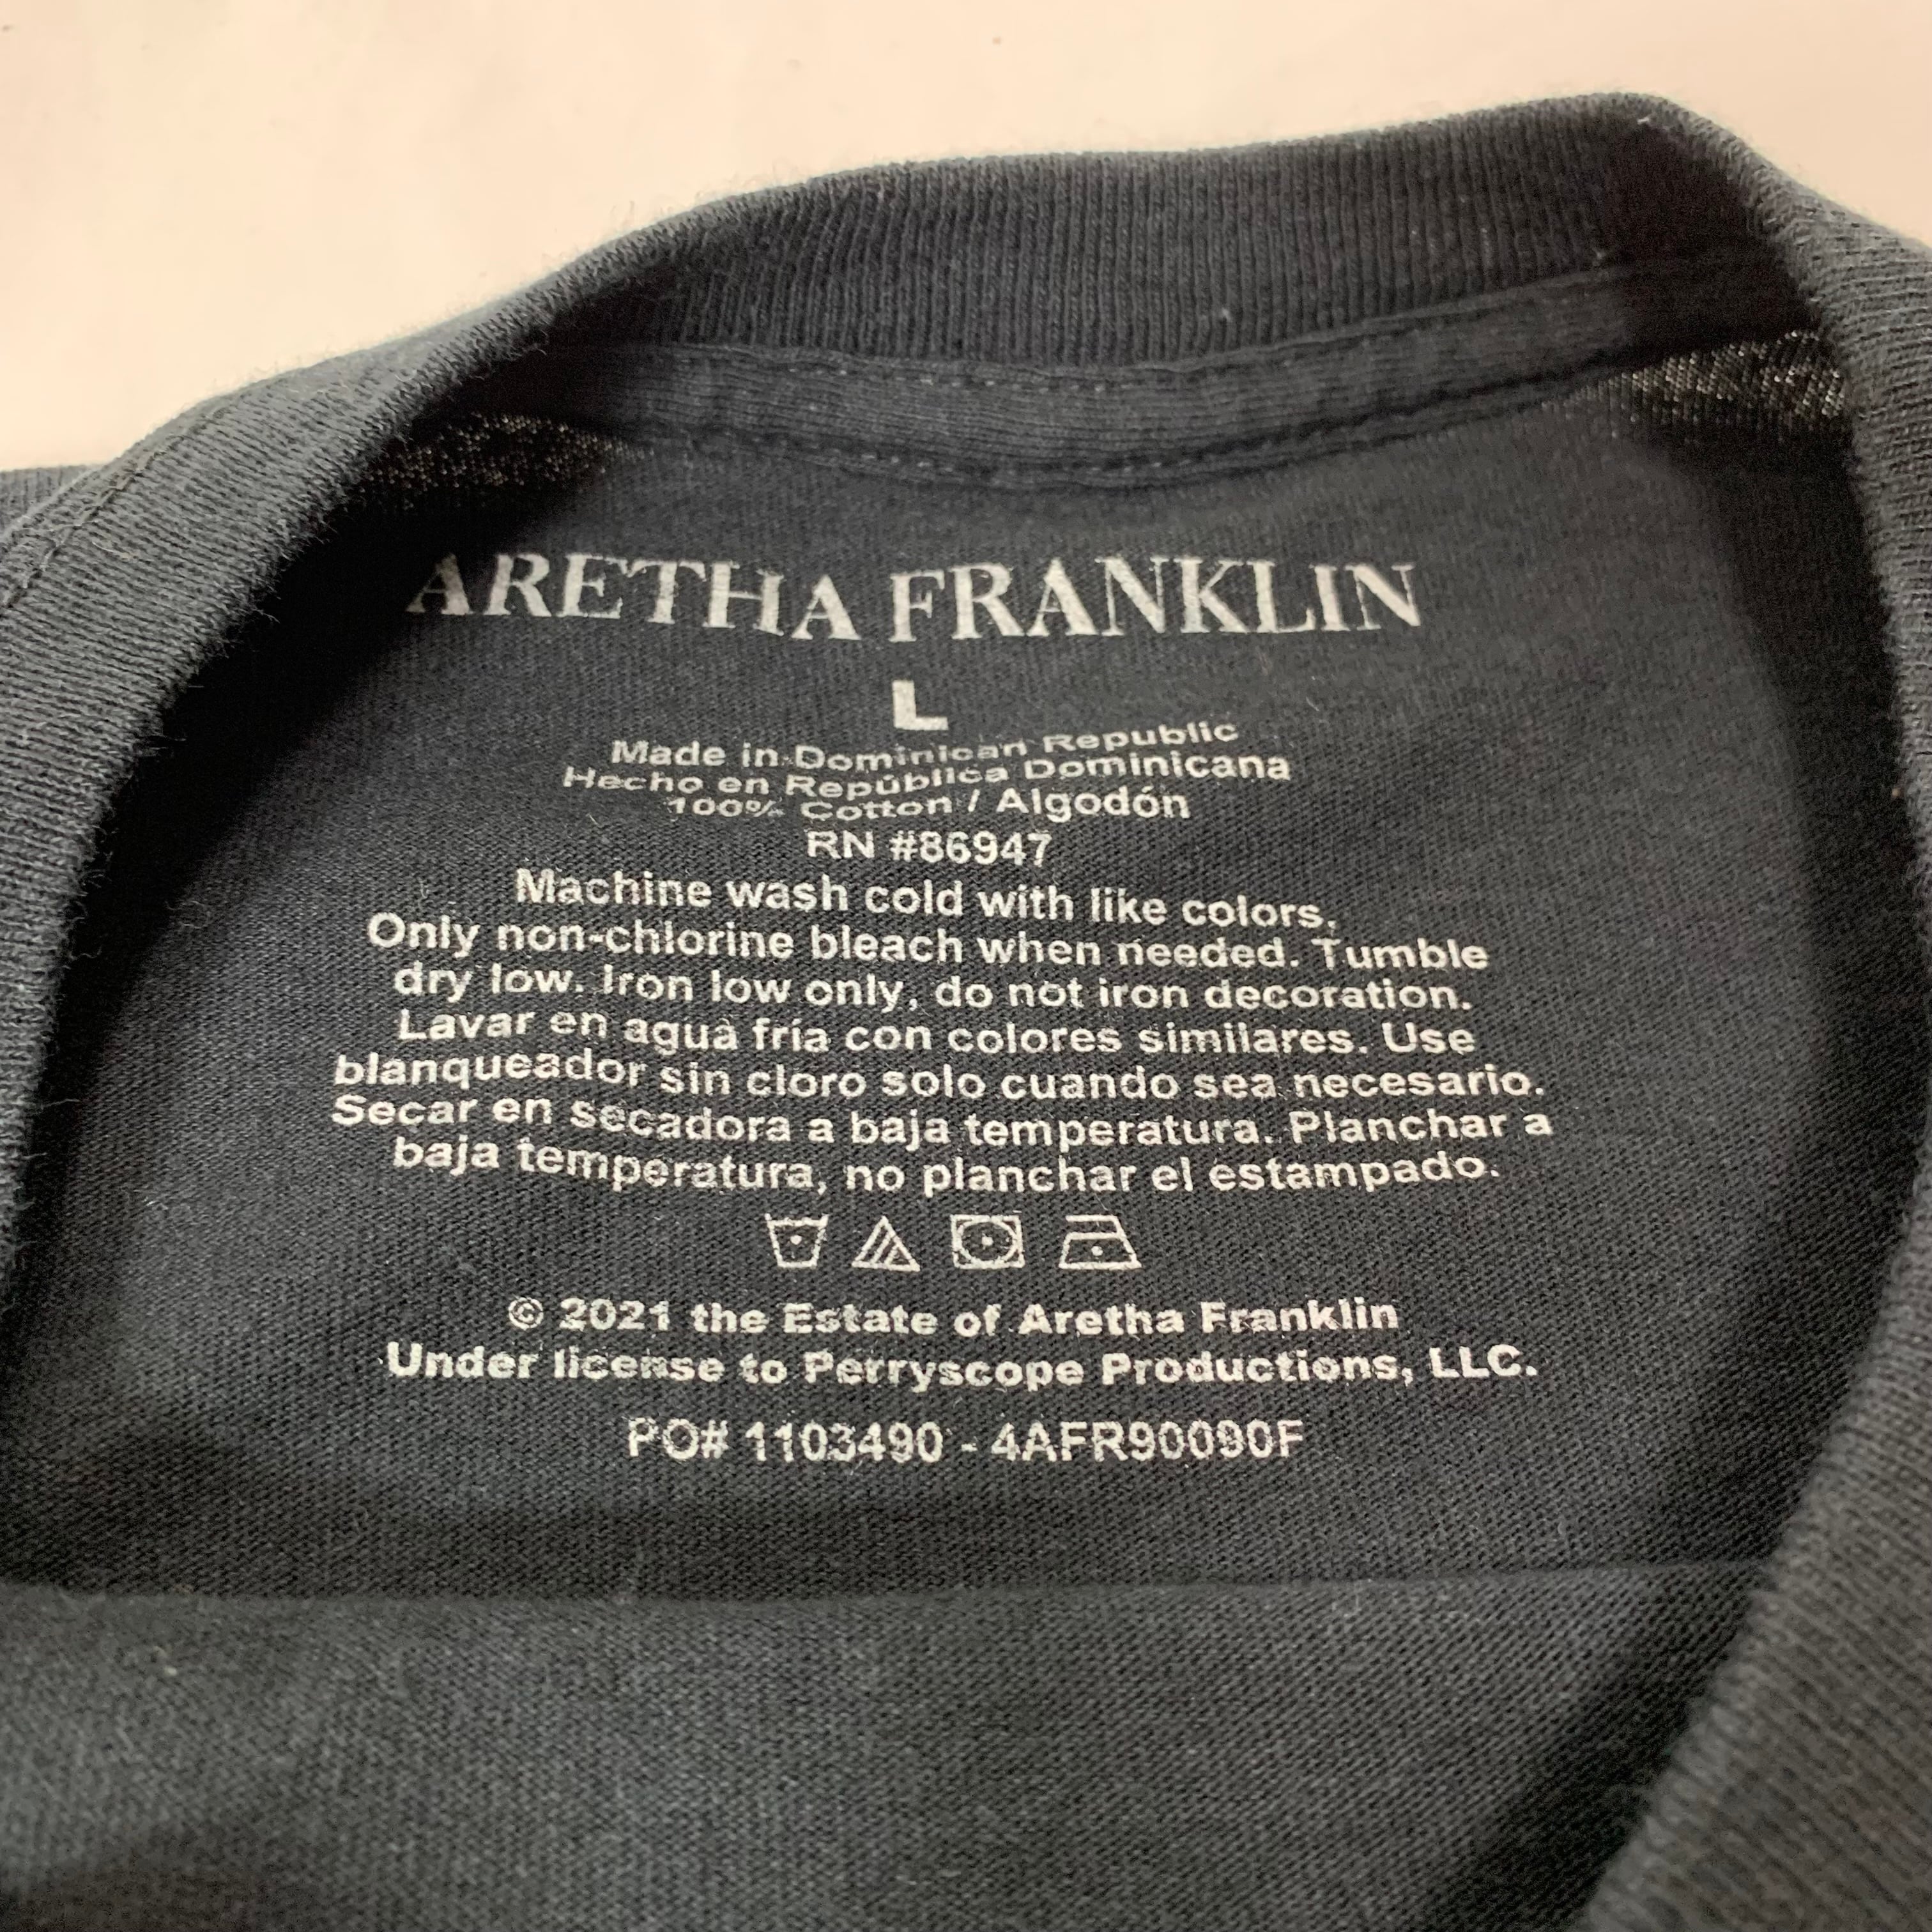 ARETHA FRANKLIN
L
Made in Dominican Republic
Hecho en República Dominicana
100% Cotton / Algodón
RN #86947
Machine wash cold with like colors.
Only non-chlorine bleach when needed. Tumble
dry low. Iron low only, do not iron decoration.
Lavar en agua fría con colores similares. Use
blanqueador sin cloro solo cuando sea necesario.
Secar en secadora a baja temperatura. Planchar a
baja temperatura, no planchar el estampado.
© 2021 the Estate of Aretha Franklin
Under license to Perryscope Productions, LLC.
PO# 1103490 - 4AFR90090F